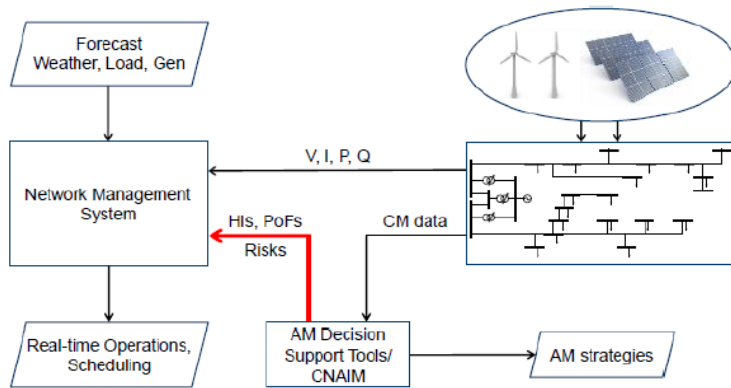 Forecast
Weather, Load, Gen
V, I, P, Q
Network Management
System
HIs, PoFs
Risks
CM data
Real-time Operations,
Scheduling
AM Decision
Support Tools/
CNAIM
AM strategies